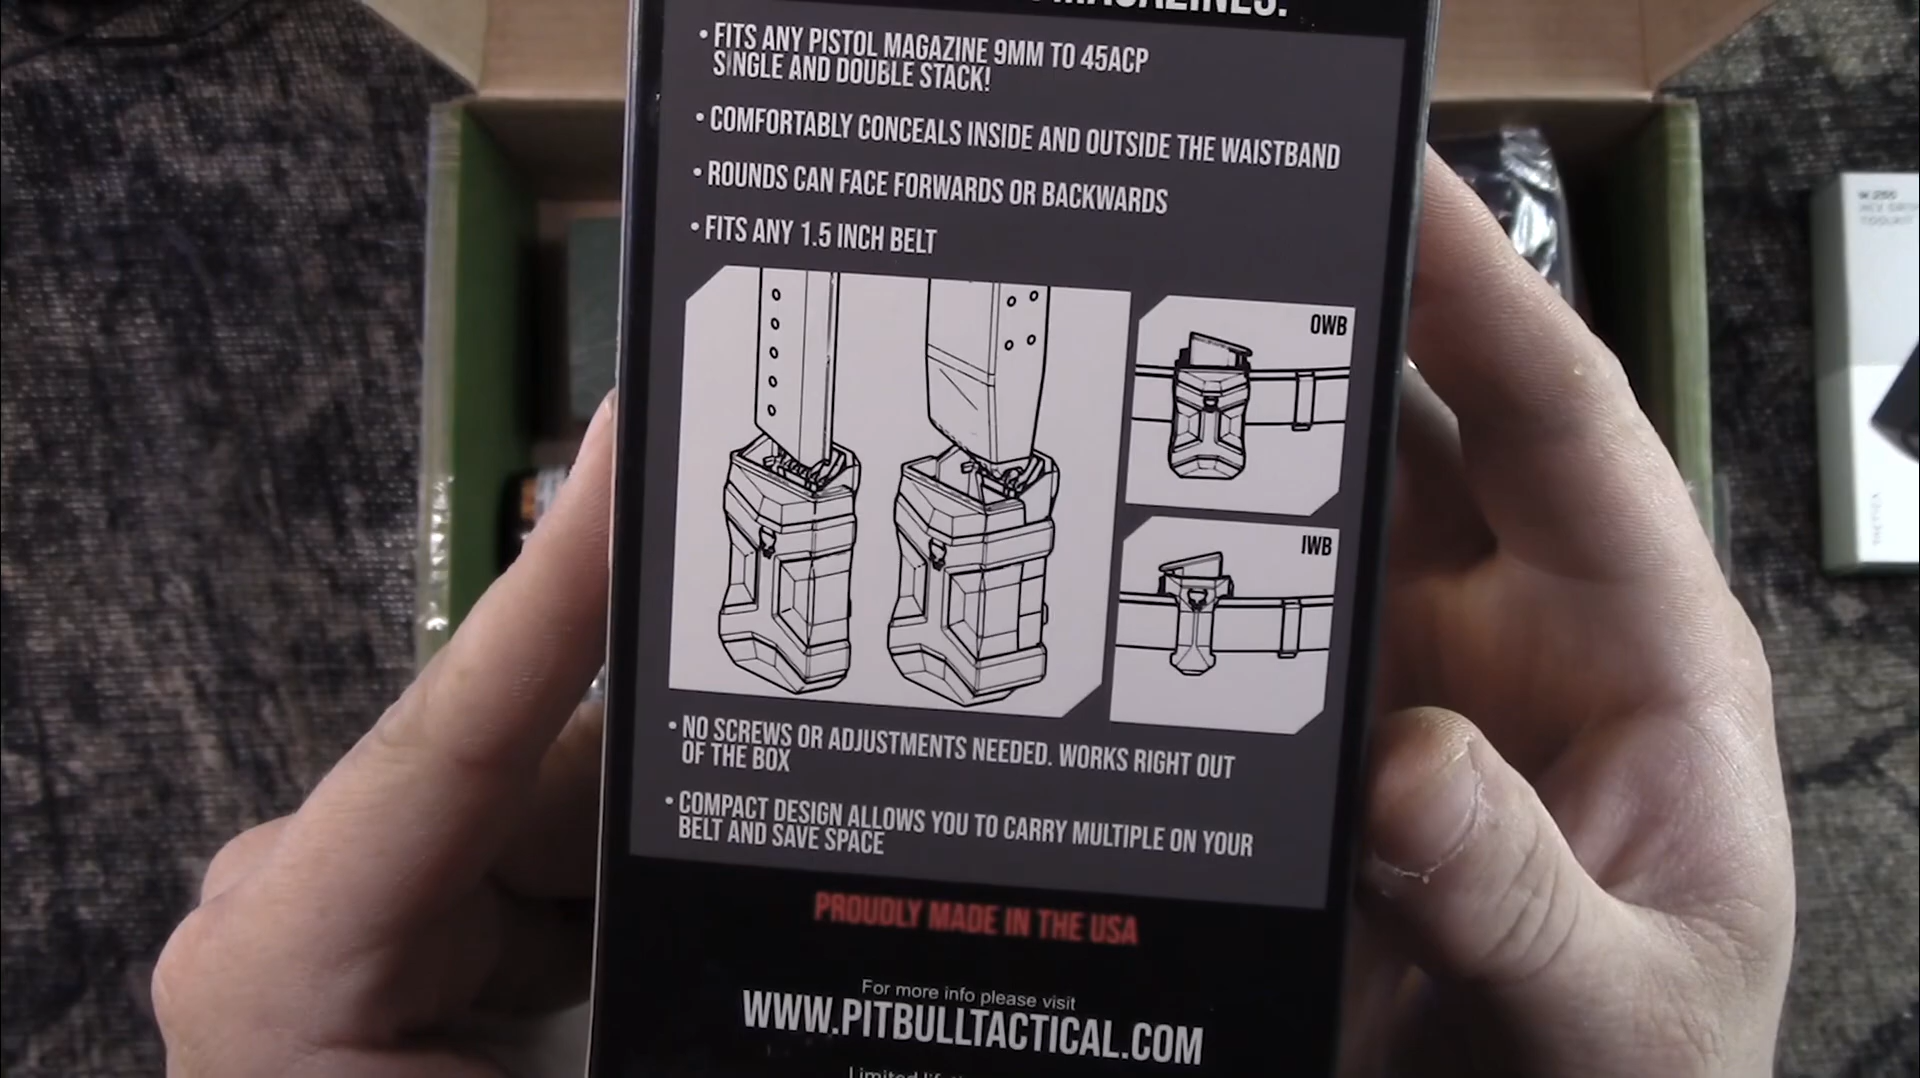 MAGAZINES.
• FITS ANY PISTOL MAGAZINE 9MM TO 45ACP
SINGLE AND DOUBLE STACK!
• COMFORTABLY CONCEALS INSIDE AND OUTSIDE THE WAISTBAND
• ROUNDS CAN FACE FORWARDS OR BACKWARDS
• FITS ANY 1.5 INCH BELT
OWB
IWB
• NO SCREWS OR ADJUSTMENTS NEEDED. WORKS RIGHT OUT
OF THE BOX
• COMPACT DESIGN ALLOWS YOU TO CARRY MULTIPLE ON YOUR
BELT AND SAVE SPACE
PROUDLY MADE IN THE USA
For more info please visit
WWW.PITBULLTACTICAL.COM
Limited
TOOLKIT